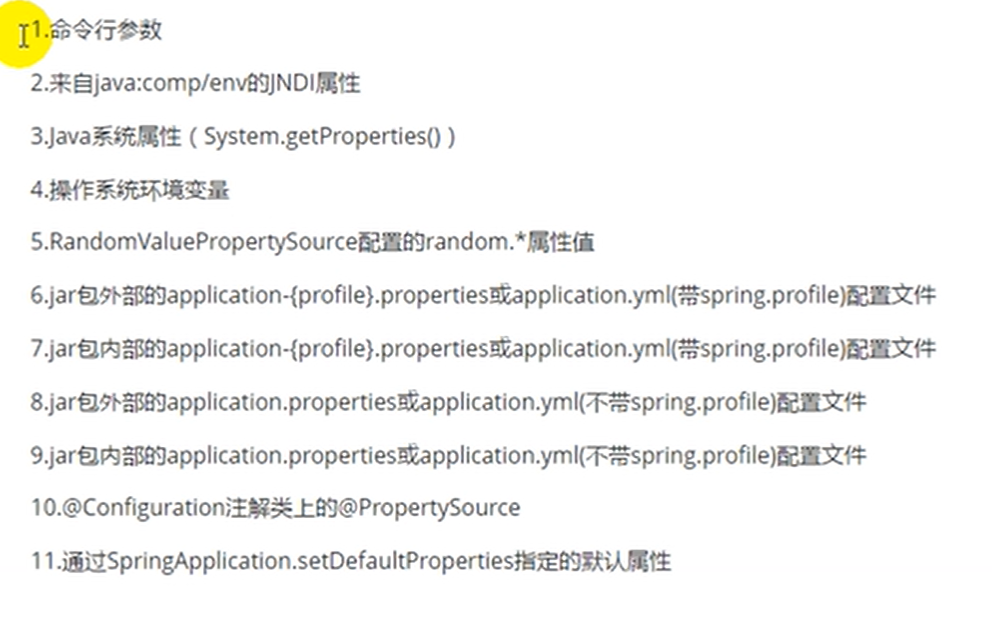 1.命令行参数
2.来自java:comp/env的JNDI属性
3.Java系统属性（System.getProperties()）
4.操作系统环境变量
5.RandomValuePropertySource配置的random.*属性值
6.jar包外部的application-{profile}.properties或application.yml(带spring.profile)配置文件
7.jar包内部的application-{profile}.properties或application.yml(带spring.profile)配置文件
8.jar包外部的application.properties或application.yml(不带spring.profile)配置文件
9.jar包内部的application.properties或application.yml(不带spring.profile)配置文件
10.@Configuration注解类上的@PropertySource
11.通过SpringApplication.setDefaultProperties指定的默认属性